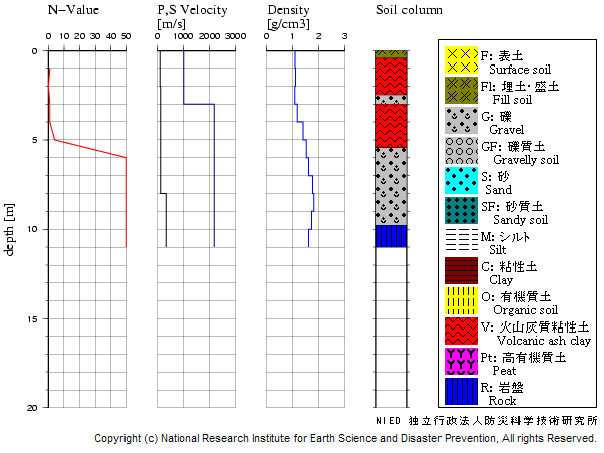 N-Value
P,S Velocity
[m/s]
Density
[g/cm3]
Soil column
0 10 20 30 40 50
0 1000 2000 3000
0 1 2 3
0
5
10
15
20
depth [m]
F: 表土
Surface soil
Fl: 埋土・盛土
Fill soil
G: 礫
Gravel
GF: 礫質土
Gravelly soil
S: 砂
Sand
SF: 砂質土
Sandy soil
M: シルト
Silt
C: 粘性土
Clay
O: 有機質土
Organic soil
V: 火山灰質粘性土
Volcanic ash clay
Pt: 高有機質土
Peat
R: 岩盤
Rock
NIED 独立行政法人防災科学技術研究所
Copyright (c) National Research Institute for Earth Science and Disaster Prevention, All rights Reserved.